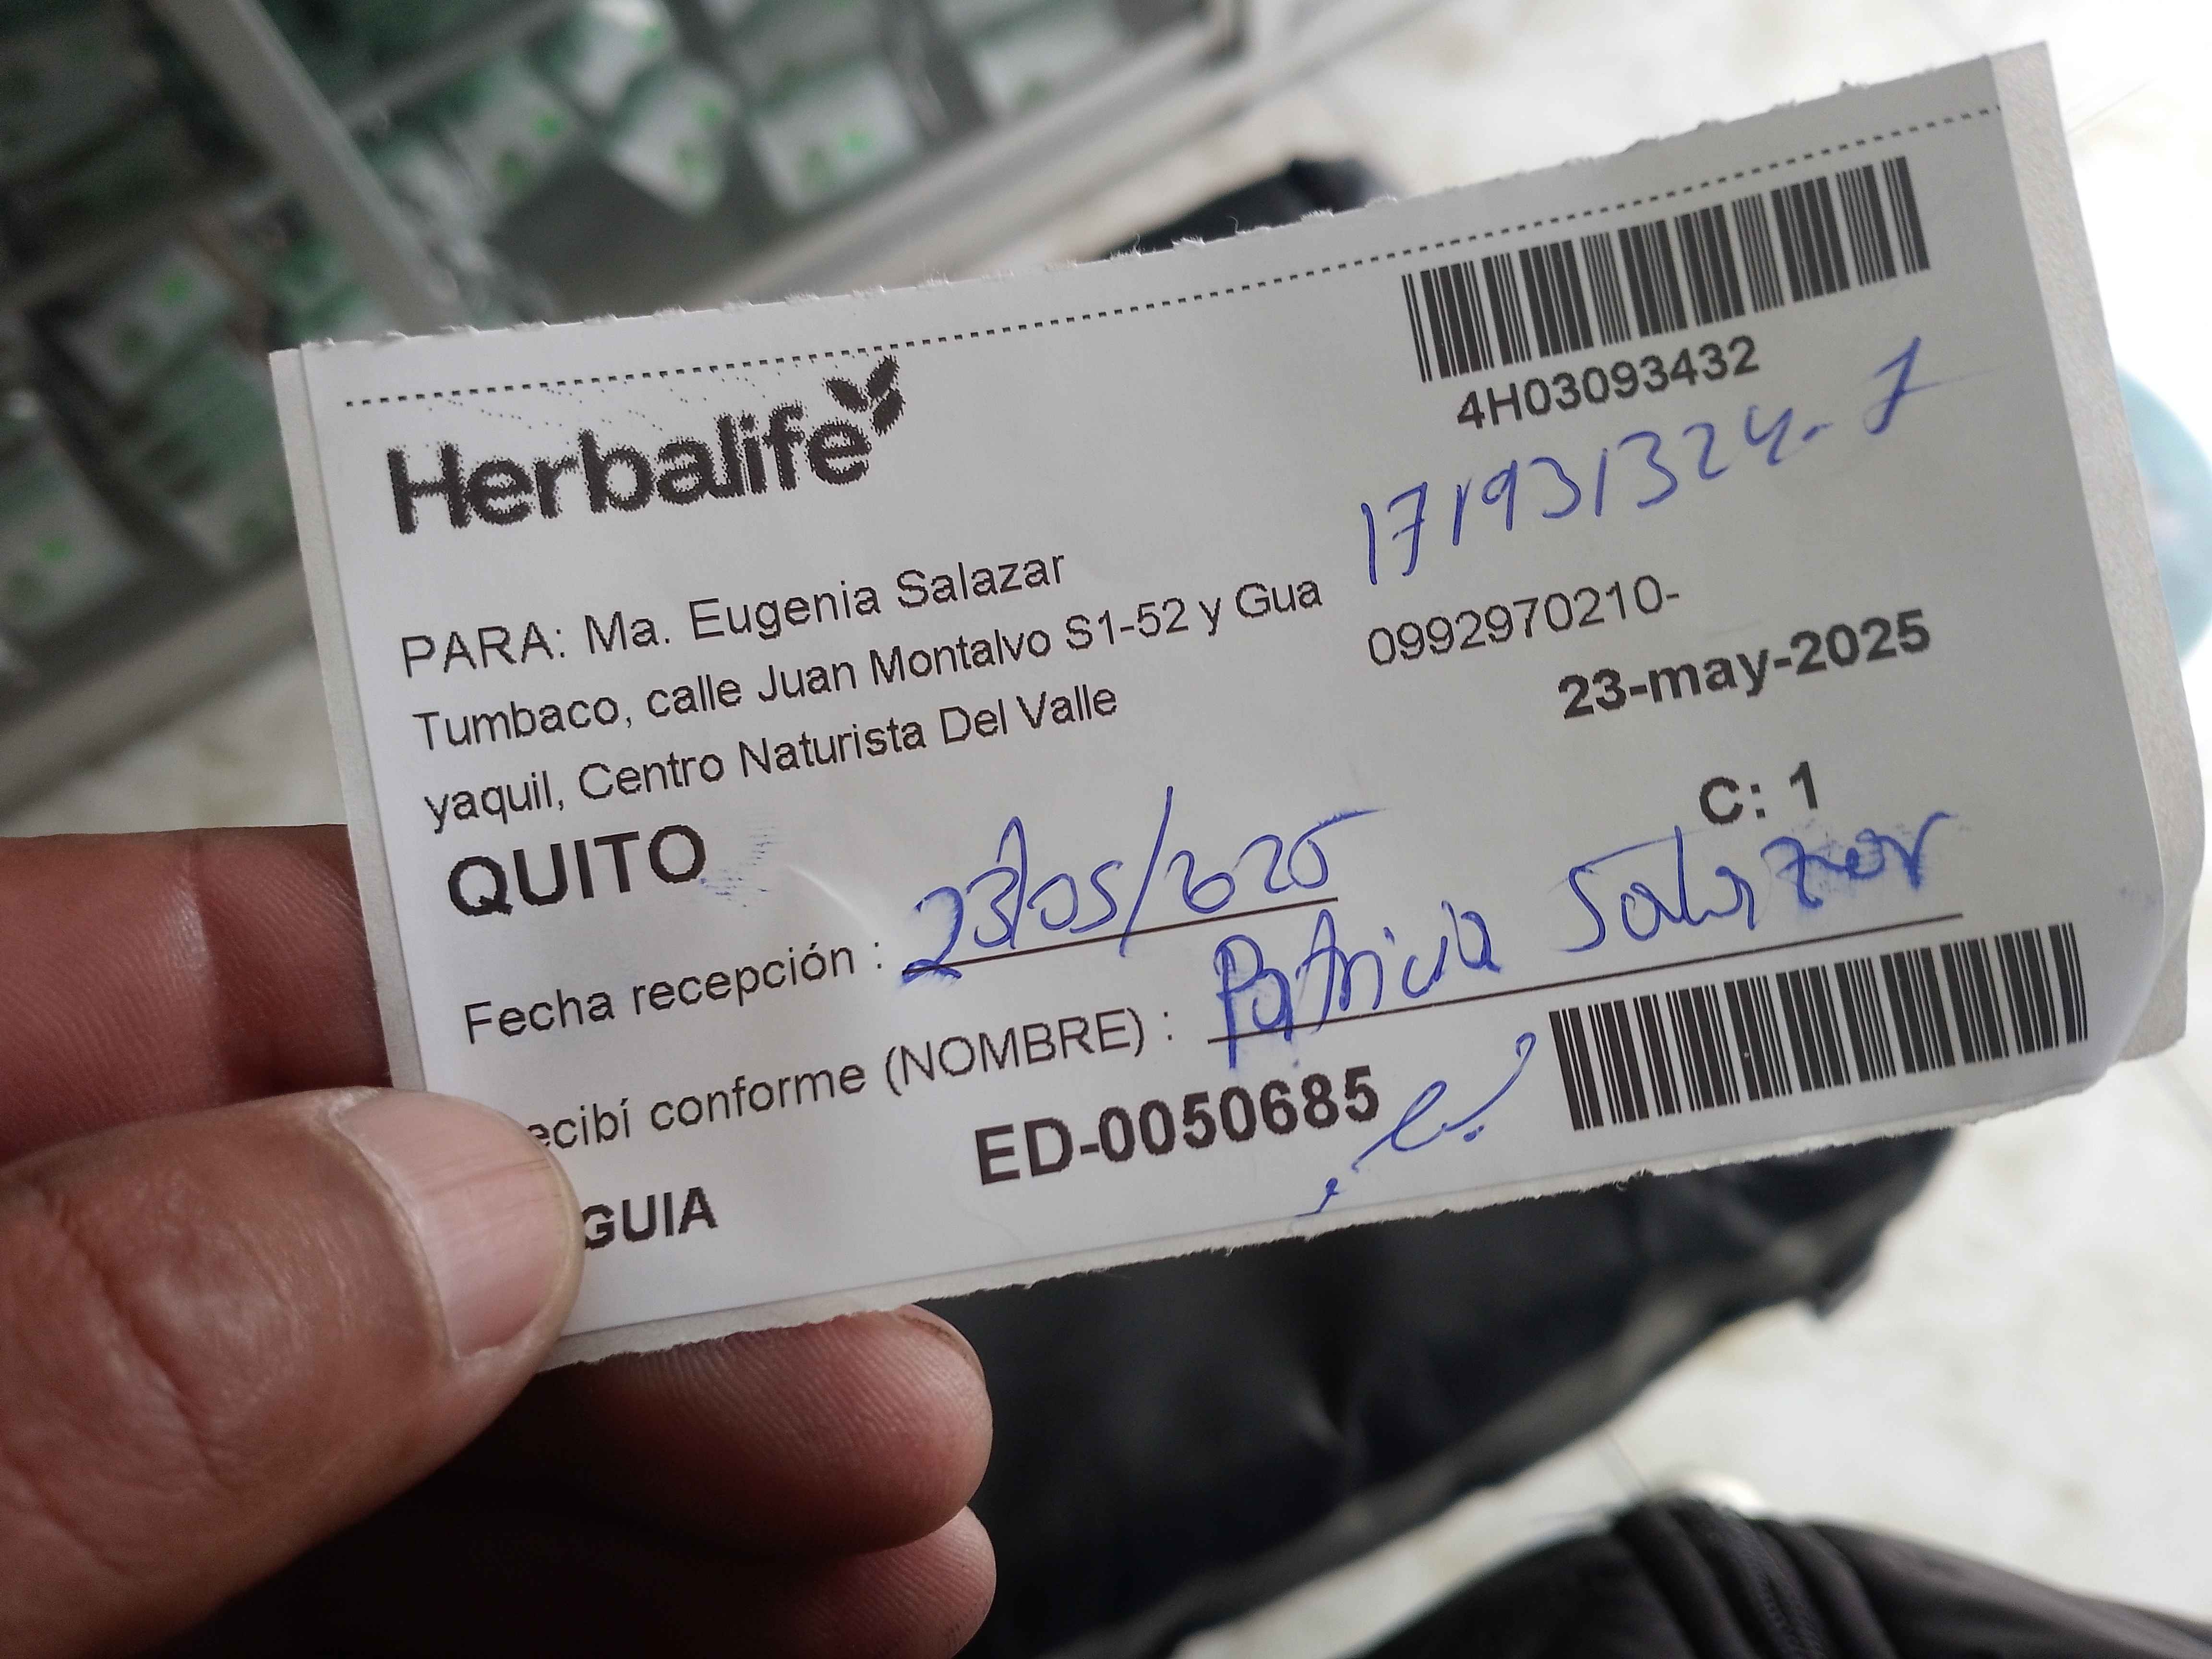 Herbalife
4H03093432
171931324-7
PARA: Ma. Eugenia Salazar
0992970210-
Tumbaco, calle Juan Montalvo S1-52 y Gua
yaquil, Centro Naturista Del Valle
23-may-2025
QUITO
C: 1
Fecha recepción : 23/05/2025
ecibí conforme (NOMBRE) : Patricia Salazar
GUIA ED-0050685